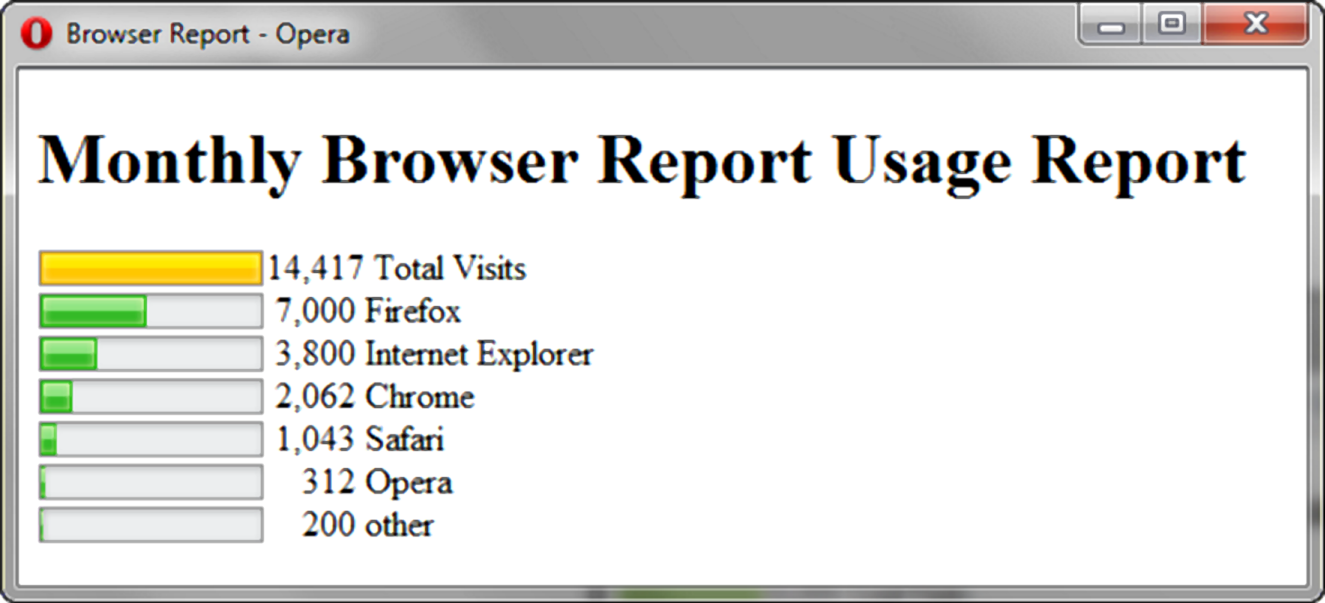 Browser Report - Opera
Monthly Browser Report Usage Report
14,417 Total Visits
7,000 Firefox
3,800 Internet Explorer
2,062 Chrome
1,043 Safari
312 Opera
200 other